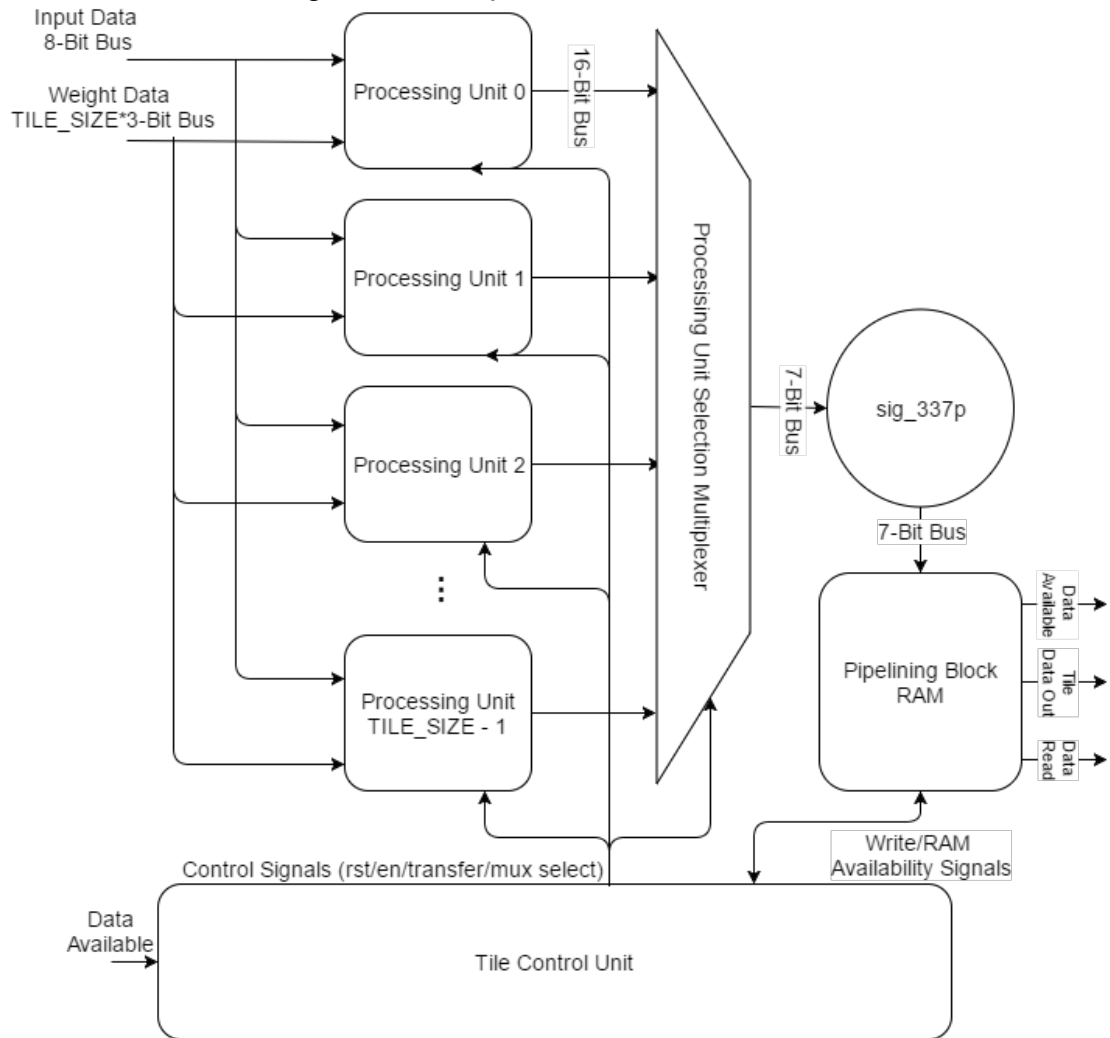 Input Data
8-Bit Bus
Weight Data
TILE_SIZE*3-Bit Bus
Processing Unit 0
16-Bit Bus
Processing Unit 1
Processing Unit 2
...
Processing Unit
TILE_SIZE - 1
Procesising Unit Selection Multiplexer
7-Bit Bus
sig_337p
7-Bit Bus
Pipelining Block
RAM
Data
Available
Tile
Data Out
Data
Read
Write/RAM
Availability Signals
Control Signals (rst/en/transfer/mux select)
Data
Available
Tile Control Unit